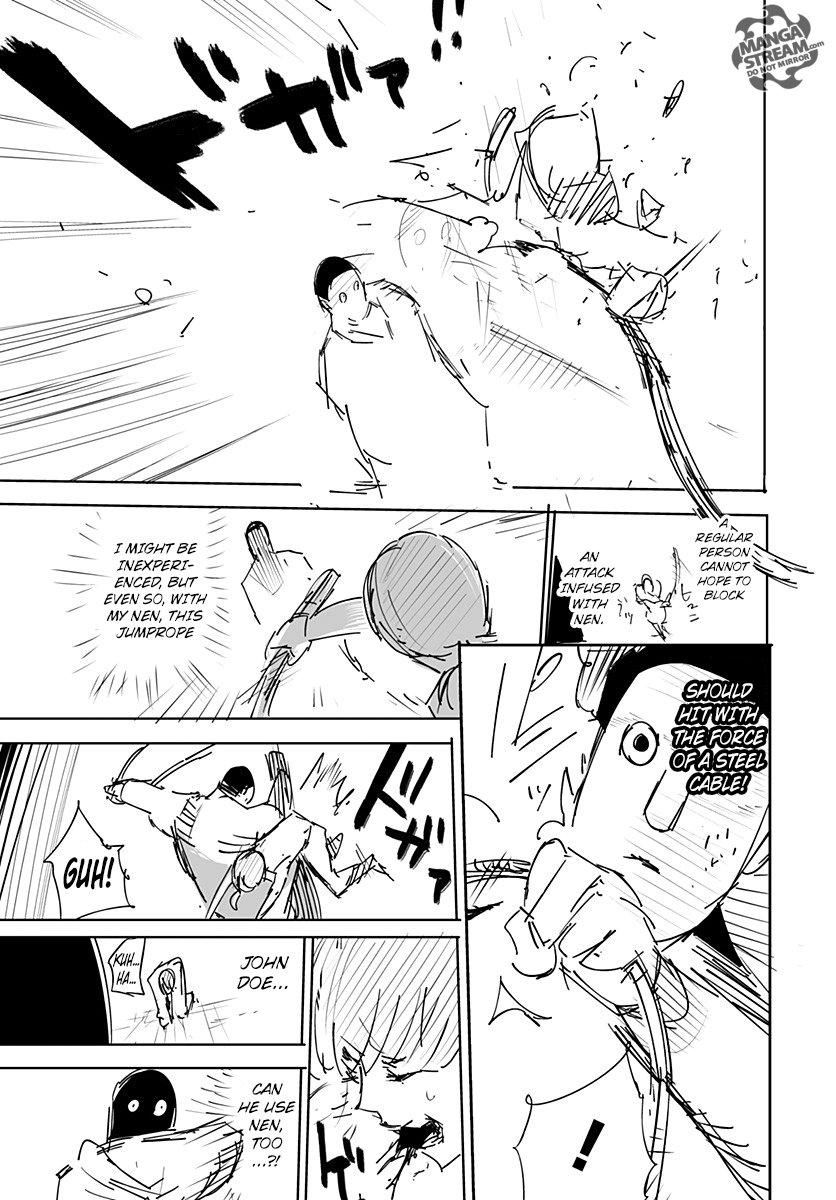 MANGA
STREAM.com
DO NOT MIRROR
ドガァ!!
A
REGULAR
PERSON
CANNOT
HOPE TO
BLOCK
AN
ATTACK
INFUSED
WITH
NEN.
I MIGHT BE
INEXPERI-
ENCED, BUT
EVEN SO, WITH
MY NEN, THIS
JUMPROPE
SHOULD
HIT WITH
THE FORCE
OF A STEEL
CABLE!
ドガァ
GUH!
!
JOHN
DOE...
KUH...
HA...
CAN
HE USE
NEN,
TOO
...?!